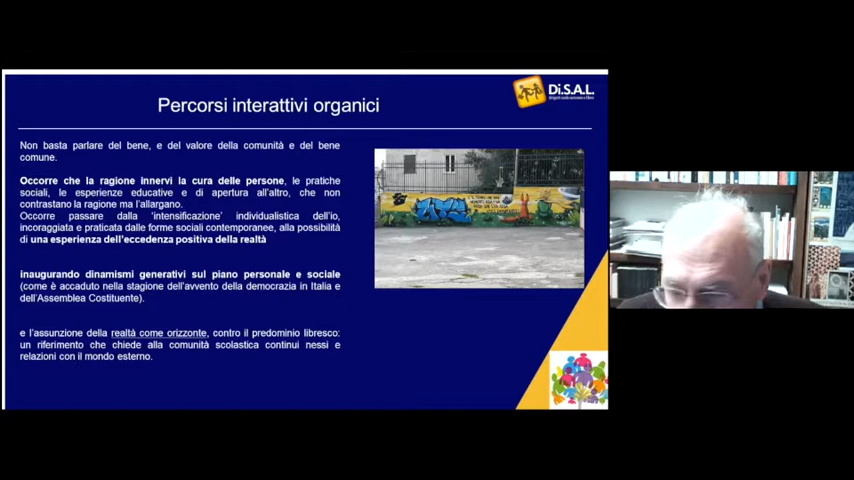 Di.S.A.L.
Percorsi interattivi organici
Non basta parlare del bene, e del valore della comunità e del bene
comune.
Occorre che la ragione innervi la cura delle persone, le pratiche
sociali, le esperienze educative e di apertura all'altro, che non
contrastano la ragione ma l'allargano.
Occorre passare dalla 'intensificazione' individualistica dell'io,
incoraggiata e praticata dalle forme sociali contemporanee, alla possibilità
di una esperienza dell'eccedenza positiva della realtà
inaugurando dinamismi generativi sul piano personale e sociale
(come è accaduto nella stagione dell'avvento della democrazia in Italia e
dell'Assemblea Costituente).
e l'assunzione della realtà come orizzonte, contro il predominio libresco:
un riferimento che chiede alla comunità scolastica continui nessi e
relazioni con il mondo esterno.